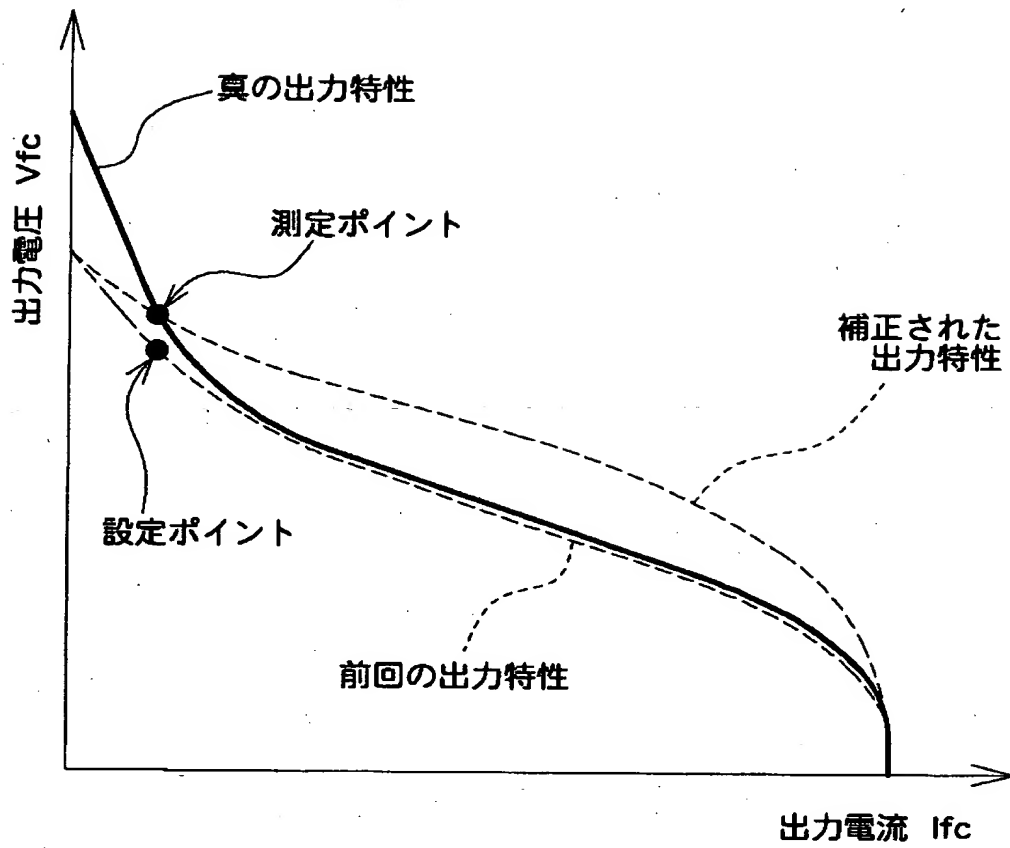 真の出力特性
出力電圧 Vfc
測定ポイント
補正された
出力特性
設定ポイント
前回の出力特性
出力電流 Ifc